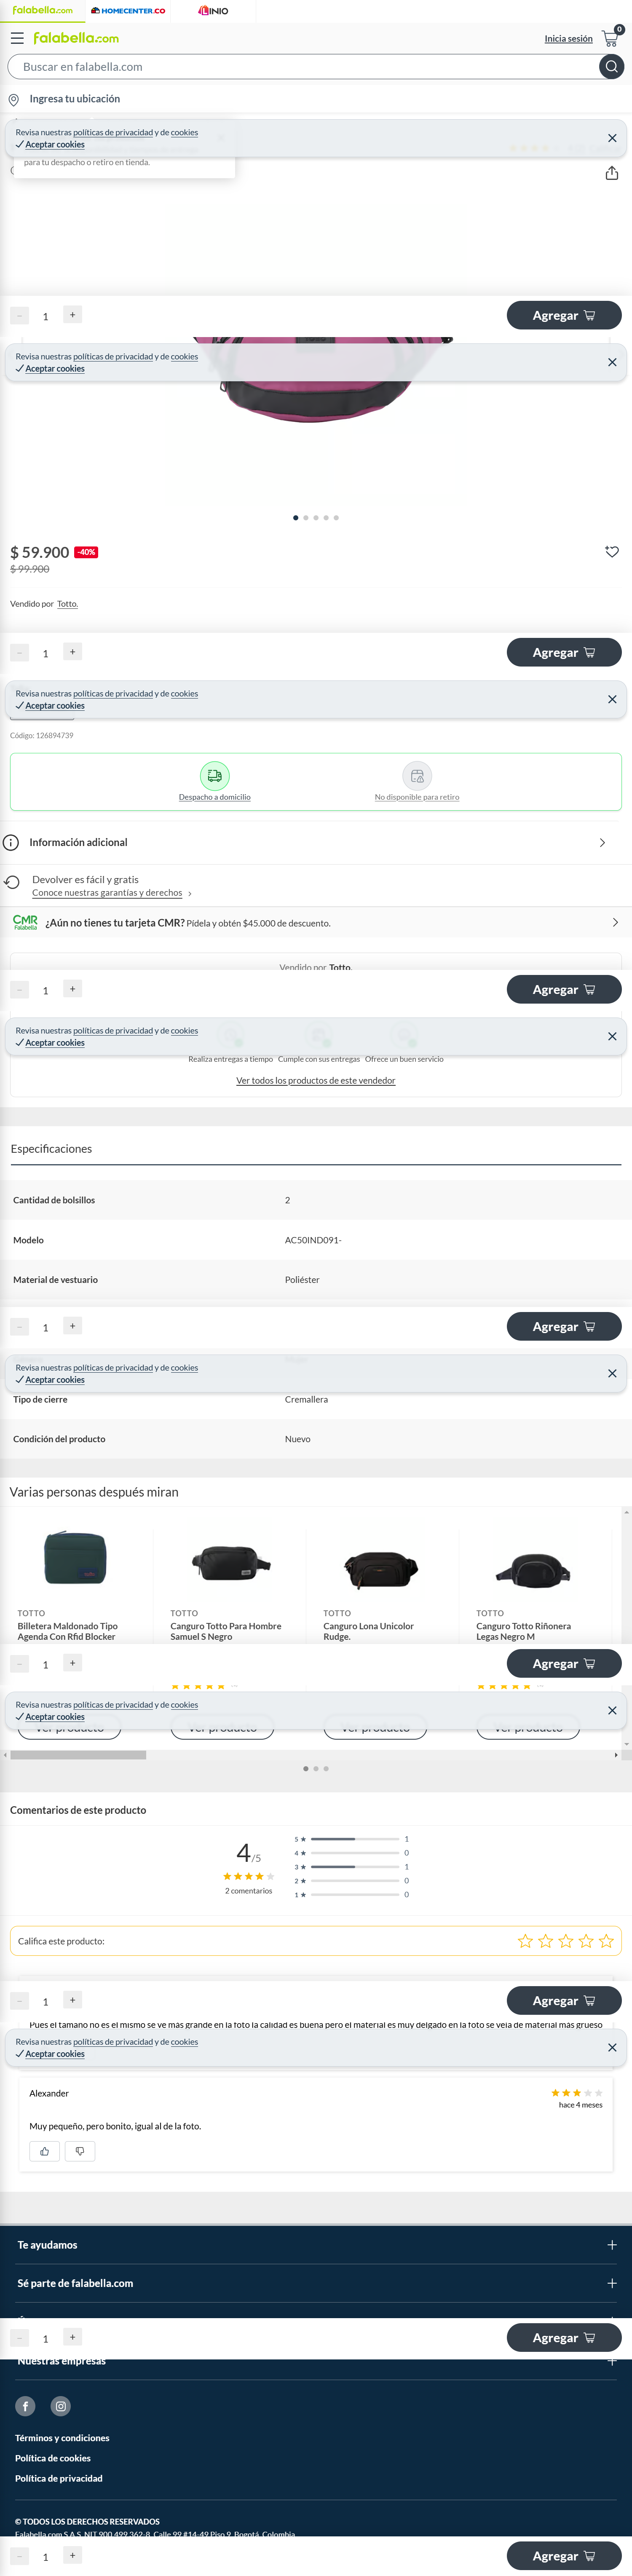 falabella.com HOMECENTER.CO LINIO
falabella.com Inicia sesión 0
Buscar en falabella.com
Ingresa tu ubicación
Revisa nuestras políticas de privacidad y de cookies
Aceptar cookies
para tu despacho o retiro en tienda.
1 + Agregar
Revisa nuestras políticas de privacidad y de cookies
Aceptar cookies
$ 59.900 -40%
$ 99.900
Vendido por Totto.
1 + Agregar
Revisa nuestras políticas de privacidad y de cookies
Aceptar cookies
Código: 126894739
Despacho a domicilio No disponible para retiro
Información adicional
Devolver es fácil y gratis
Conoce nuestras garantías y derechos
CMR Falabella ¿Aún no tienes tu tarjeta CMR? Pídela y obtén $45.000 de descuento.
Vendido por Totto.
1 + Agregar
Revisa nuestras políticas de privacidad y de cookies
Aceptar cookies
Realiza entregas a tiempo Cumple con sus entregas Ofrece un buen servicio
Ver todos los productos de este vendedor
Especificaciones
Cantidad de bolsillos 2
Modelo AC50IND091-
Material de vestuario Poliéster
1 + Agregar
Revisa nuestras políticas de privacidad y de cookies
Aceptar cookies
Tipo de cierre Cremallera
Condición del producto Nuevo
Varias personas después miran
TOTTO TOTTO TOTTO TOTTO
Billetera Maldonado Tipo Canguro Totto Para Hombre Canguro Lona Unicolor Canguro Totto Riñonera
Agenda Con Rfid Blocker Samuel S Negro Rudge. Legas Negro M
1 + Agregar
Revisa nuestras políticas de privacidad y de cookies
Aceptar cookies
Ver producto Ver producto Ver producto Ver producto
Comentarios de este producto
4/5
2 comentarios
5 1
4 0
3 1
2 0
1 0
Califica este producto:
1 + Agregar
Pues el tamaño no es el mismo se ve más grande en la foto la calidad es buena pero el material es muy delgado en la foto se veía de material más grueso
Revisa nuestras políticas de privacidad y de cookies
Aceptar cookies
Alexander
hace 4 meses
Muy pequeño, pero bonito, igual al de la foto.
Te ayudamos
Sé parte de falabella.com
1 + Agregar
Nuestras empresas
Términos y condiciones
Política de cookies
Política de privacidad
© TODOS LOS DERECHOS RESERVADOS
Falabella.com S.A.S. NIT 900.499.362-8. Calle 99 #14-49 Piso 9, Bogotá, Colombia
1 + Agregar